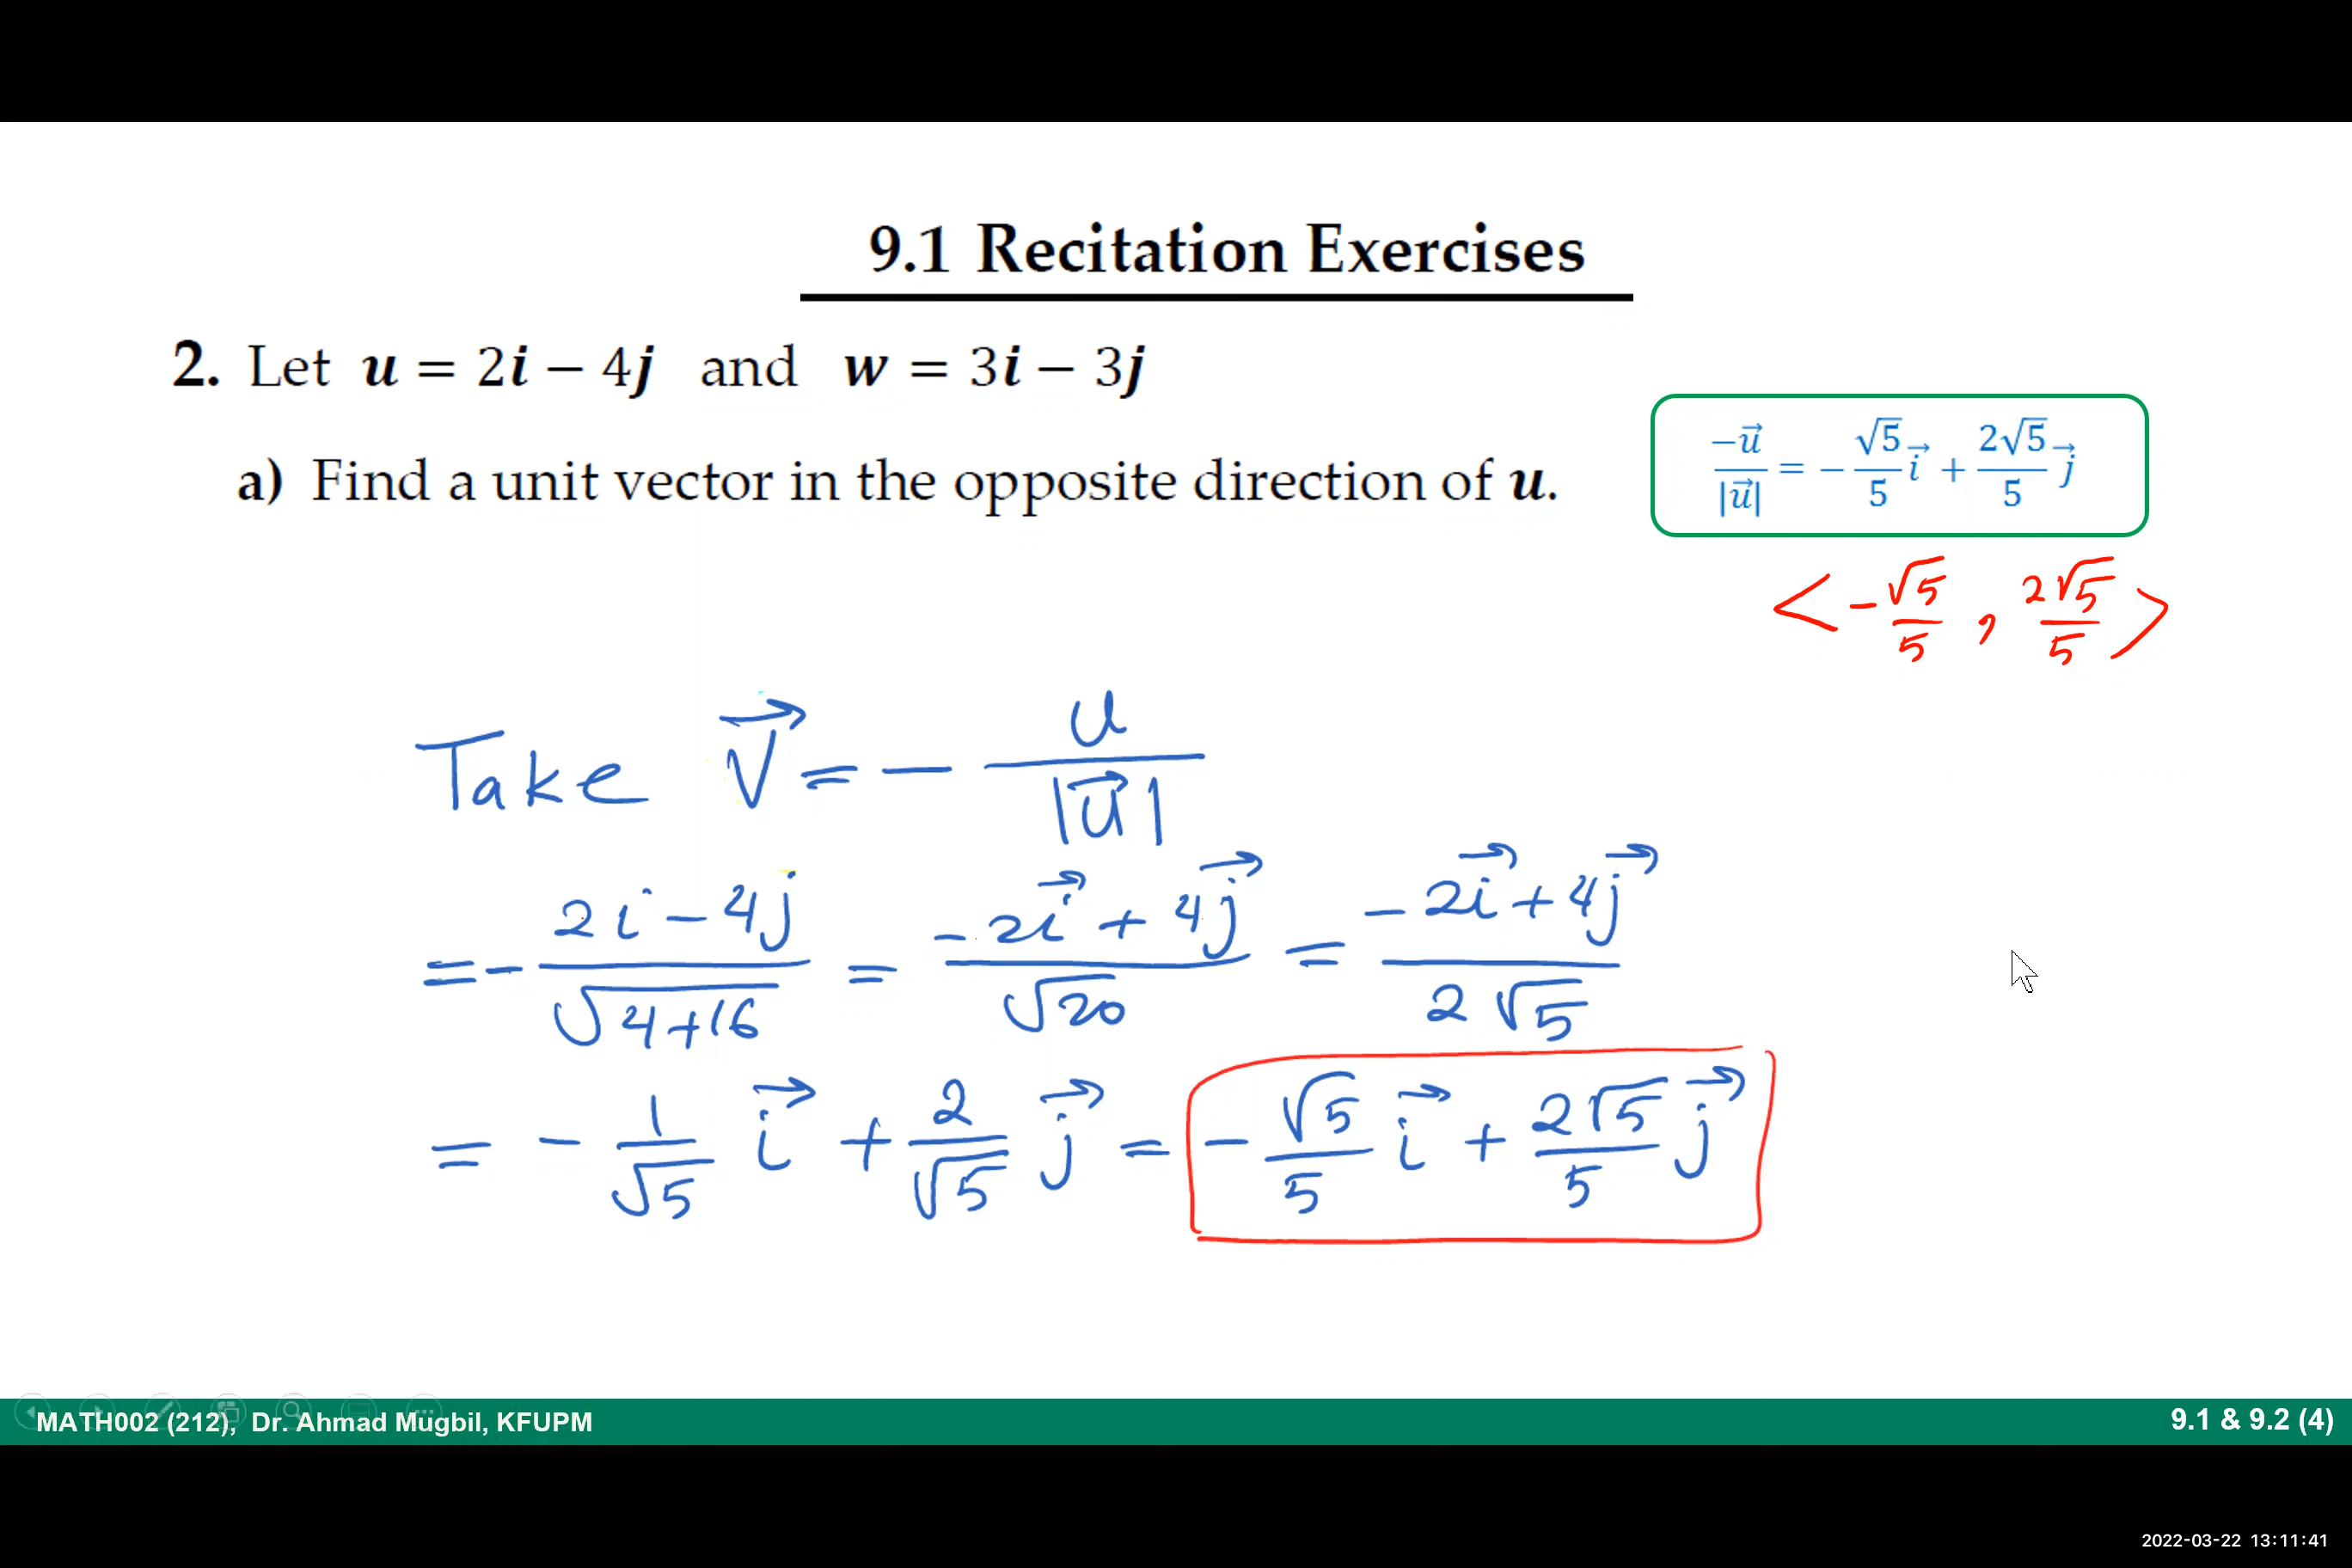 9.1 Recitation Exercises
2. Let u = 2i − 4j and w = 3i − 3j
a) Find a unit vector in the opposite direction of u.
−u⃗/|u⃗| = −√5/5 i⃗ + 2√5/5 j⃗
< −√5/5 , 2√5/5 >
Take V⃗ = − u/|u⃗|
= − (2i − 4j)/√(4+16) = (−2i⃗ + 4j⃗)/√20 = (−2i⃗ + 4j⃗)/(2√5)
= − 1/√5 i⃗ + 2/√5 j⃗ = − √5/5 i⃗ + 2√5/5 j⃗
MATH002 (212), Dr. Ahmad Mugbil, KFUPM
9.1 & 9.2 (4)
2022-03-22 13:11:41